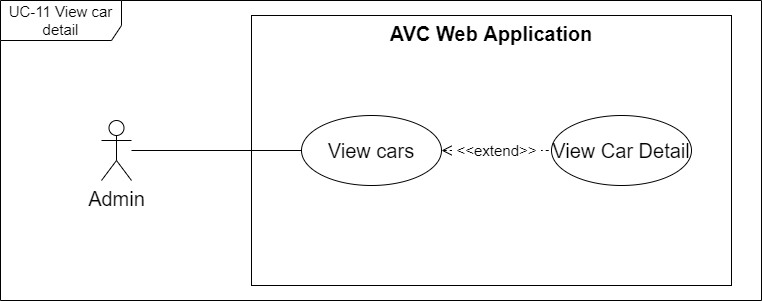 UC-11 View car
detail
AVC Web Application
View cars
<<extend>>
View Car Detail
Admin